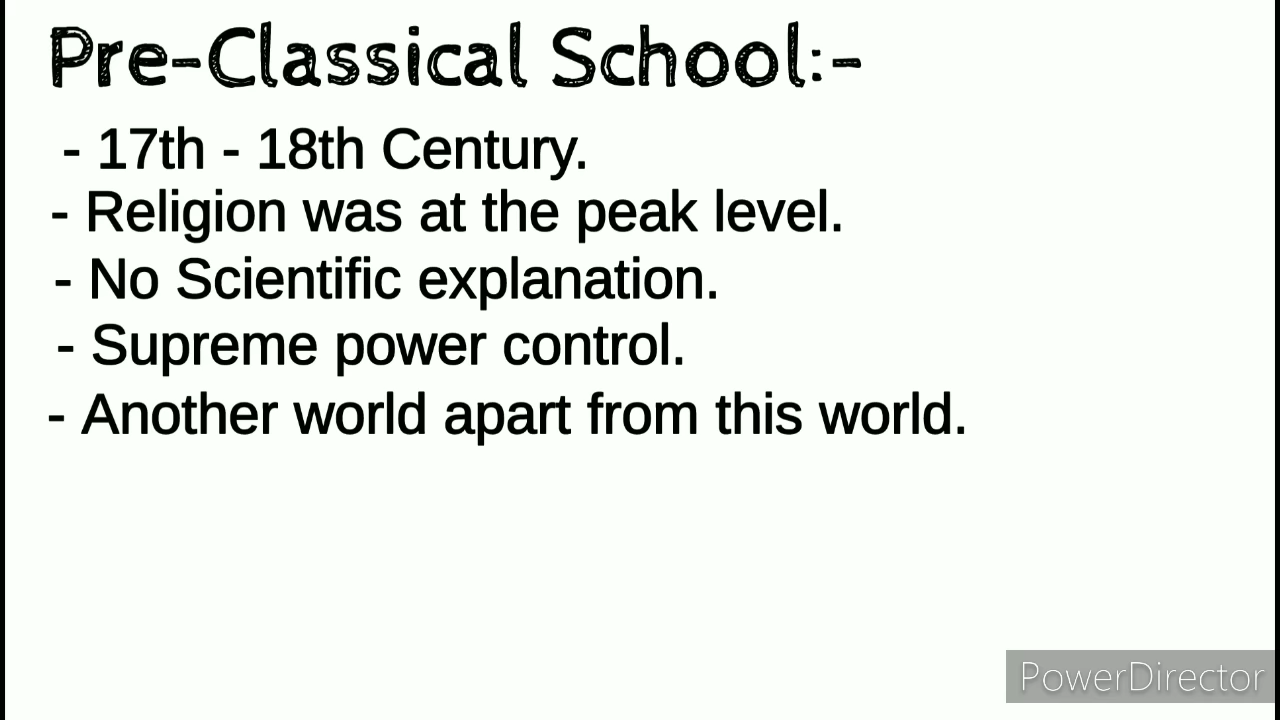 Pre-Classical School:-
- 17th - 18th Century.
- Religion was at the peak level.
- No Scientific explanation.
- Supreme power control.
- Another world apart from this world.
PowerDirector